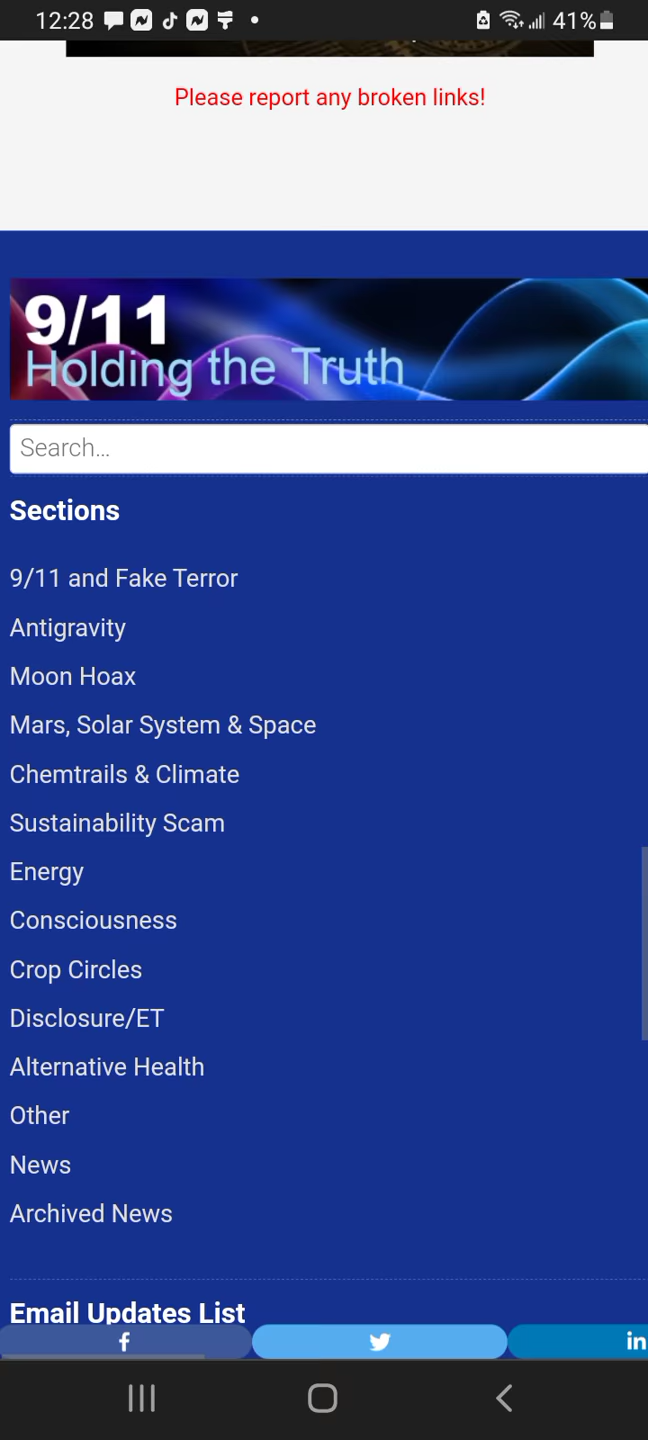 12:28
41%
Please report any broken links!
9/11
Holding the Truth
Search...
Sections
9/11 and Fake Terror
Antigravity
Moon Hoax
Mars, Solar System & Space
Chemtrails & Climate
Sustainability Scam
Energy
Consciousness
Crop Circles
Disclosure/ET
Alternative Health
Other
News
Archived News
Email Updates List
f
in